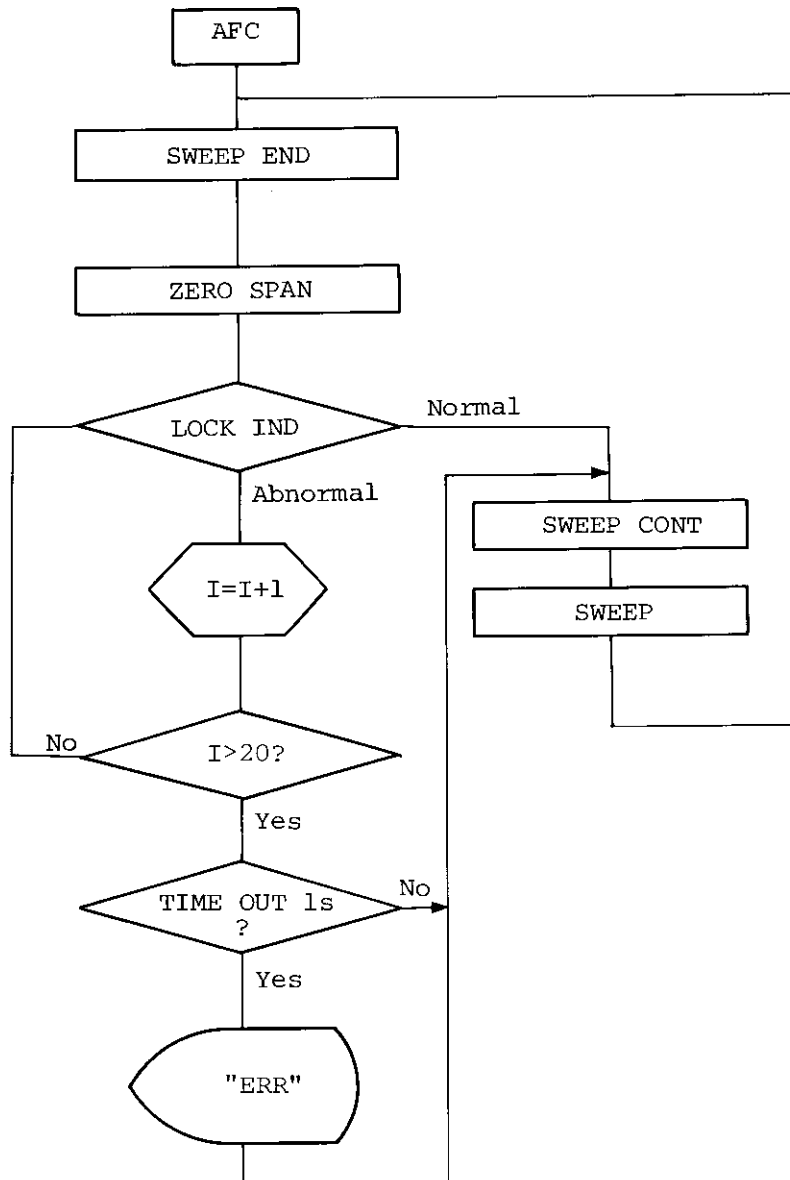 AFC
SWEEP END
ZERO SPAN
LOCK IND
Normal
Abnormal
SWEEP CONT
I=I+1
SWEEP
No
I>20?
Yes
TIME OUT 1s
?
No
Yes
"ERR"